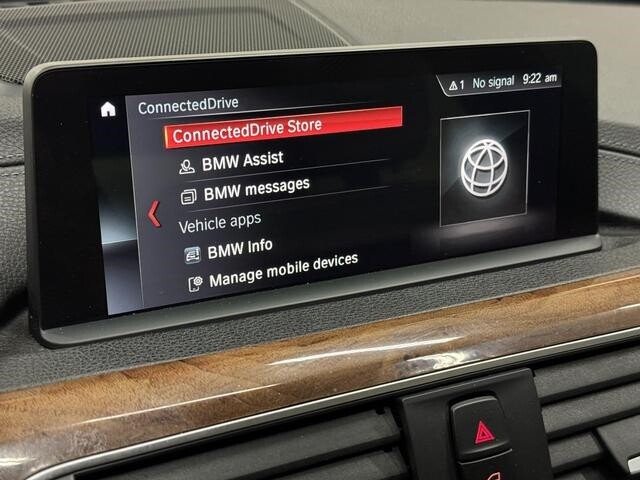 1 No signal 9:22 am
ConnectedDrive
ConnectedDrive Store
BMW Assist
BMW messages
Vehicle apps
BMW Info
Manage mobile devices